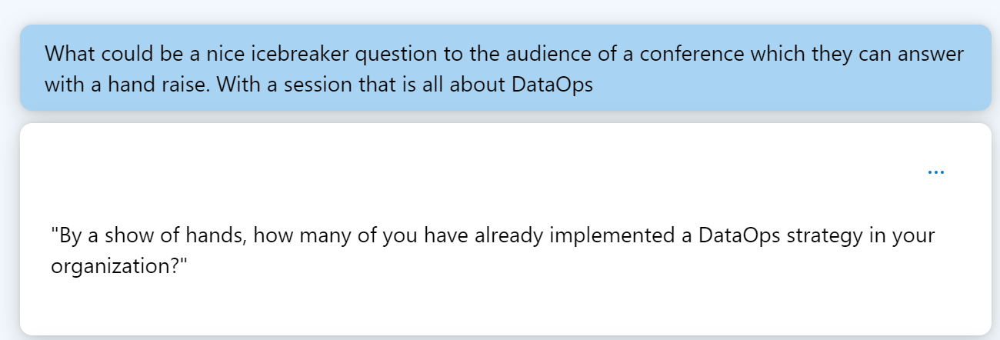 What could be a nice icebreaker question to the audience of a conference which they can answer
with a hand raise. With a session that is all about DataOps
...
"By a show of hands, how many of you have already implemented a DataOps strategy in your
organization?"